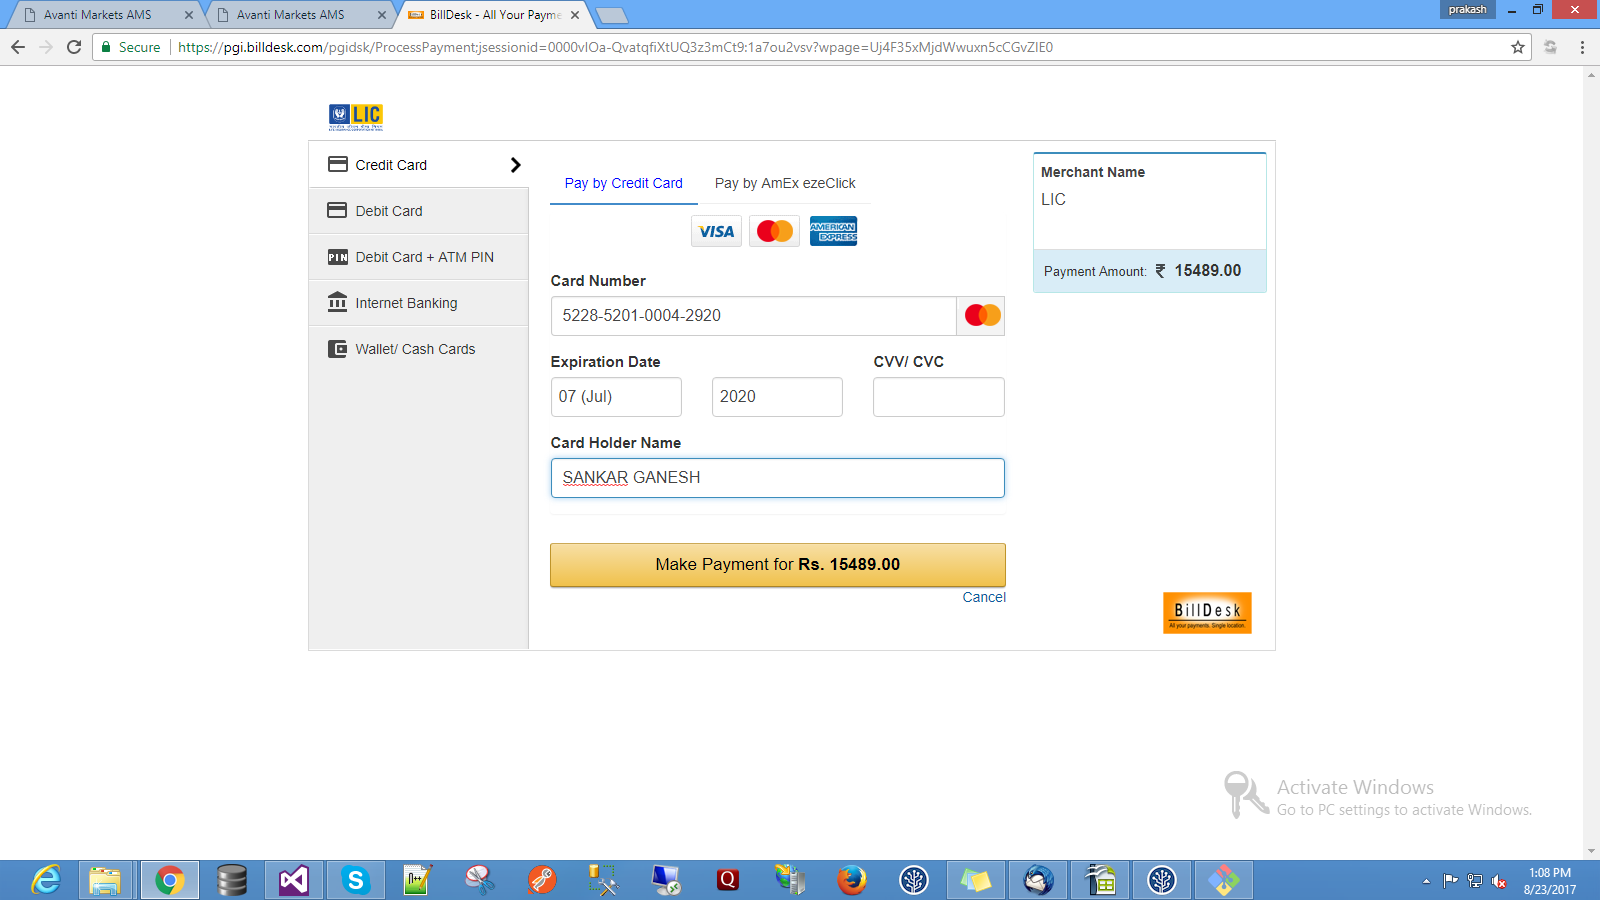 Avanti Markets AMS
Avanti Markets AMS
BillDesk - All Your Payme
prakash
Secure
https://pgi.billdesk.com/pgidsk/ProcessPayment;jsessionid=0000vIOa-QvatqfiXtUQ3z3mCt9:1a7ou2vsv?wpage=Uj4F35xMjdWwuxn5cCGvZIE0
LIC
Credit Card
Debit Card
PIN Debit Card + ATM PIN
Internet Banking
Wallet/ Cash Cards
Pay by Credit Card
Pay by AmEx ezeClick
VISA
AMERICAN EXPRESS
Card Number
5228-5201-0004-2920
Expiration Date
CVV/ CVC
07 (Jul)
2020
Card Holder Name
SANKAR GANESH
Make Payment for Rs. 15489.00
Cancel
Merchant Name
LIC
Payment Amount: ₹ 15489.00
BillDesk
All your payments. Single location.
Activate Windows
Go to PC settings to activate Windows.
1:08 PM
8/23/2017